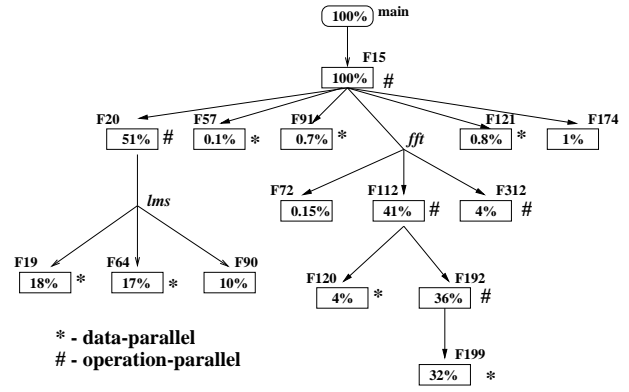 100% main
F15
100% #
F20 F57 F91 F121 F174
51% # 0.1% * 0.7% * 0.8% * 1%
fft
F72 F112 F312
0.15% 41% # 4% #
lms
F19 F64 F90
18% * 17% * 10%
F120 F192
4% * 36% #
* - data-parallel
# - operation-parallel
F199
32% *